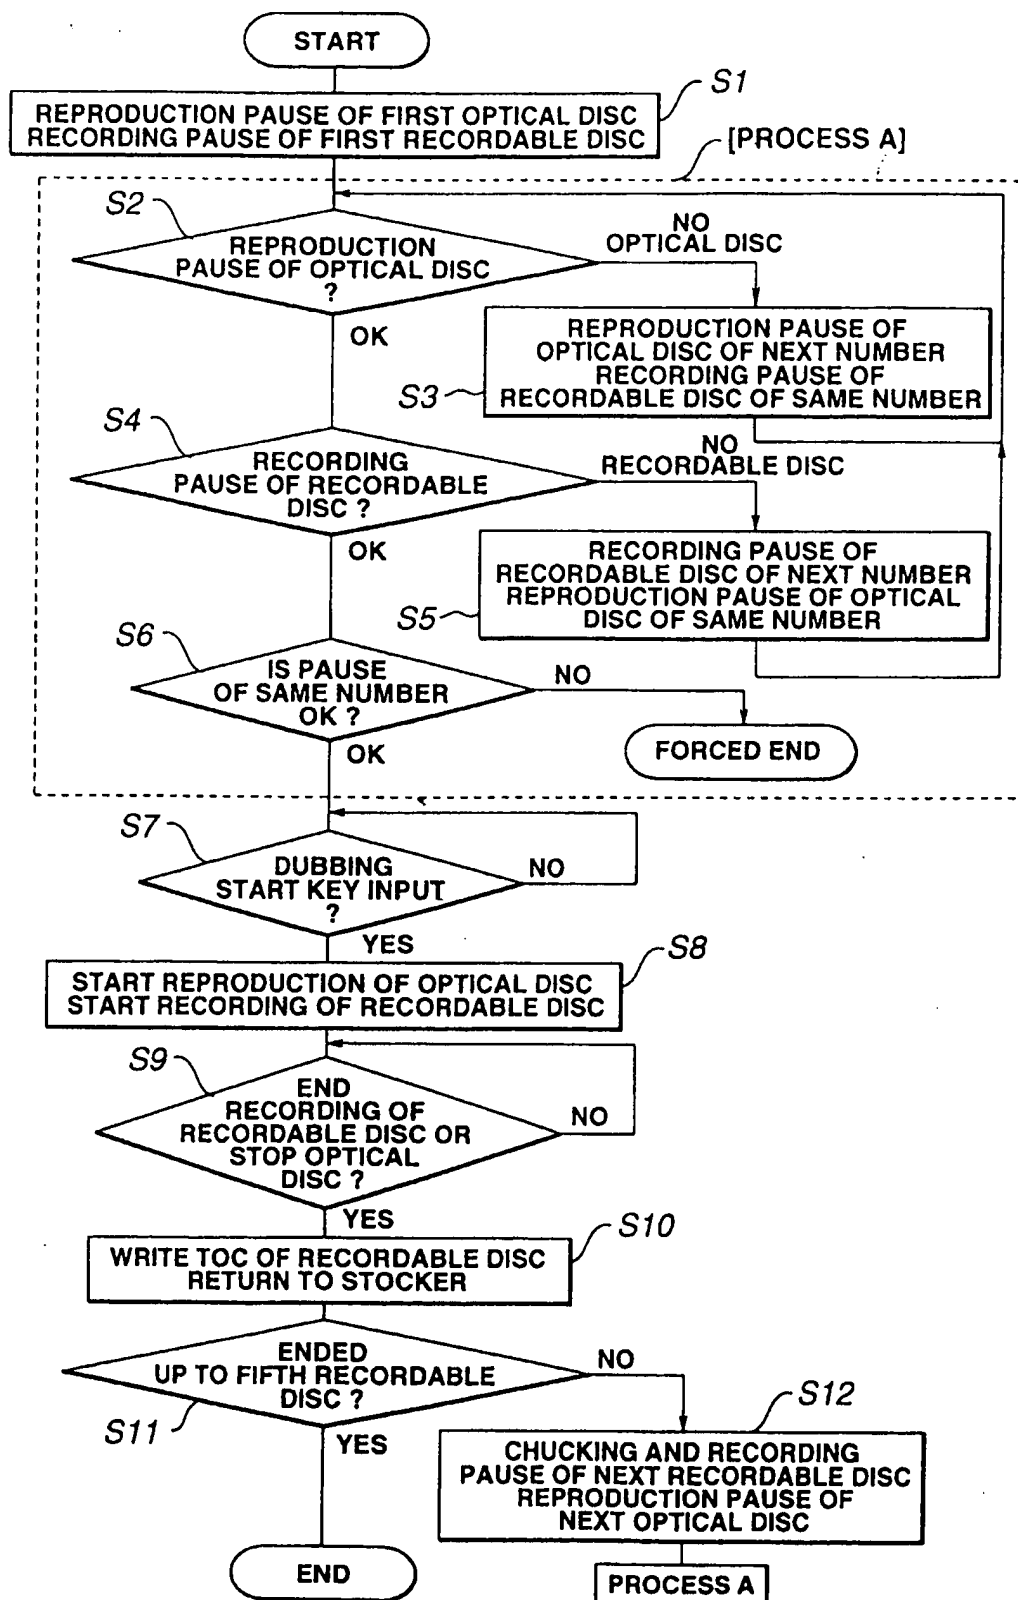 START
S1
REPRODUCTION PAUSE OF FIRST OPTICAL DISC
RECORDING PAUSE OF FIRST RECORDABLE DISC
[PROCESS A]
S2
REPRODUCTION
PAUSE OF OPTICAL DISC
?
NO
OPTICAL DISC
OK
REPRODUCTION PAUSE OF
OPTICAL DISC OF NEXT NUMBER
RECORDING PAUSE OF
RECORDABLE DISC OF SAME NUMBER
S3
S4
RECORDING
PAUSE OF RECORDABLE
DISC ?
NO
RECORDABLE DISC
OK
RECORDING PAUSE OF
RECORDABLE DISC OF NEXT NUMBER
REPRODUCTION PAUSE OF OPTICAL
DISC OF SAME NUMBER
S5
S6
IS PAUSE
OF SAME NUMBER
OK ?
NO
OK
FORCED END
S7
DUBBING
START KEY INPUT
?
NO
YES
S8
START REPRODUCTION OF OPTICAL DISC
START RECORDING OF RECORDABLE DISC
S9
END
RECORDING OF
RECORDABLE DISC OR
STOP OPTICAL
DISC ?
NO
YES
S10
WRITE TOC OF RECORDABLE DISC
RETURN TO STOCKER
ENDED
UP TO FIFTH RECORDABLE
DISC ?
NO
S11
YES
S12
CHUCKING AND RECORDING
PAUSE OF NEXT RECORDABLE DISC
REPRODUCTION PAUSE OF
NEXT OPTICAL DISC
END
PROCESS A